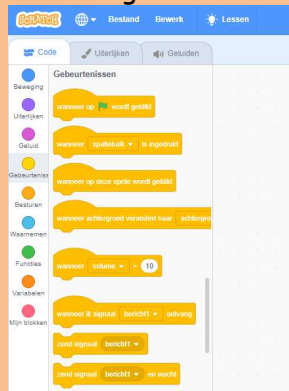 SCRATCH Bestand Bewerk Lessen
Code Uiterlijken Geluiden
Gebeurtenissen
Beweging
Uiterlijken
Geluid
Gebeurteniss
Besturen
Waarnemen
Functies
Variabelen
Mijn blokken
wanneer op wordt geklikt
wanneer spatiebalk is ingedrukt
wanneer op deze sprite wordt geklikt
wanneer achtergrond verandert naar achtergro
wanneer volume > 10
wanneer ik signaal bericht1 ontvang
zend signaal bericht1
zend signaal bericht1 en wacht